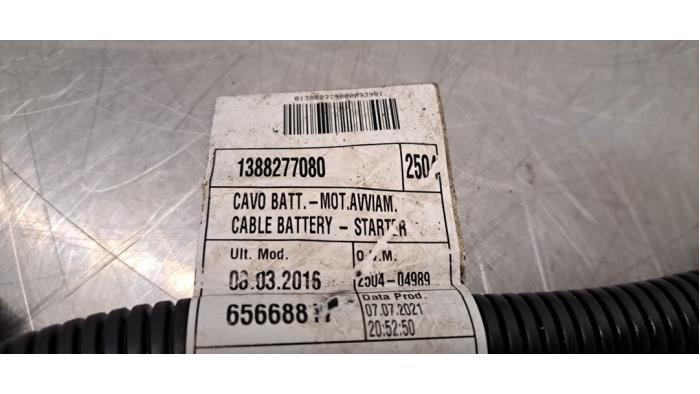 1388277080 2504
CAVO BATT.-MOT.AVVIAM.
CABLE BATTERY - STARTER
Ult. Mod.
08.03.2016 2504-04989
Data Prod.
07.07.2021
20:52:50